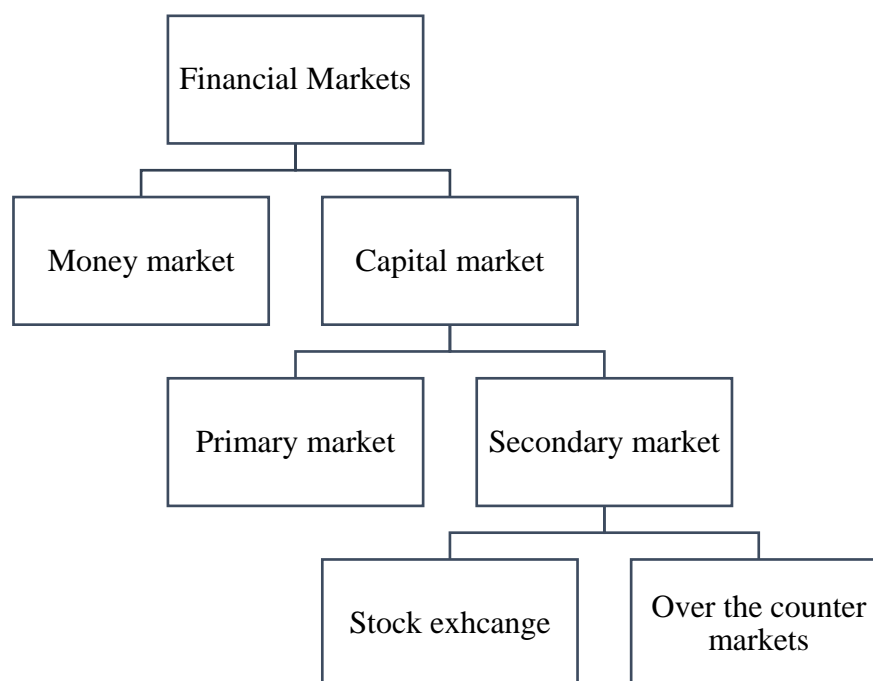 Financial Markets
Money market
Capital market
Primary market
Secondary market
Stock exhcange
Over the counter
markets